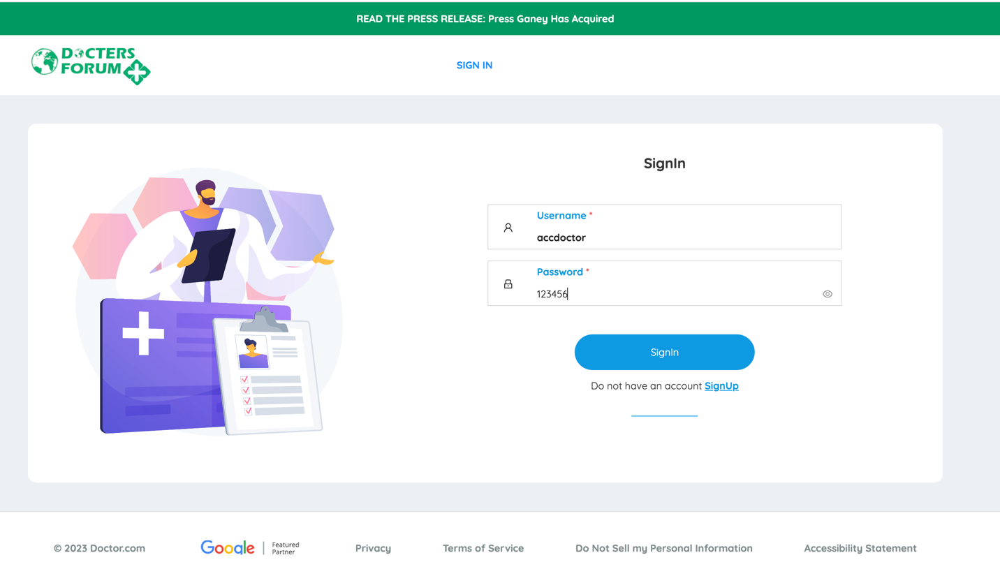 READ THE PRESS RELEASE: Press Ganey Has Acquired
DOCTERS
FORUM
SIGN IN
SignIn
Username *
accdoctor
Password *
123456
SignIn
Do not have an account SignUp
© 2023 Doctor.com
Google
Featured
Partner
Privacy
Terms of Service
Do Not Sell my Personal Information
Accessibility Statement